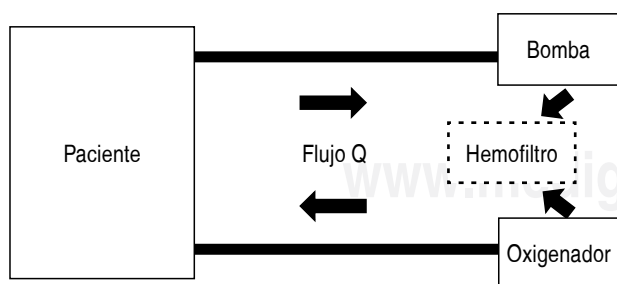 Bomba
Paciente
Flujo Q
Hemofiltro
Oxigenador